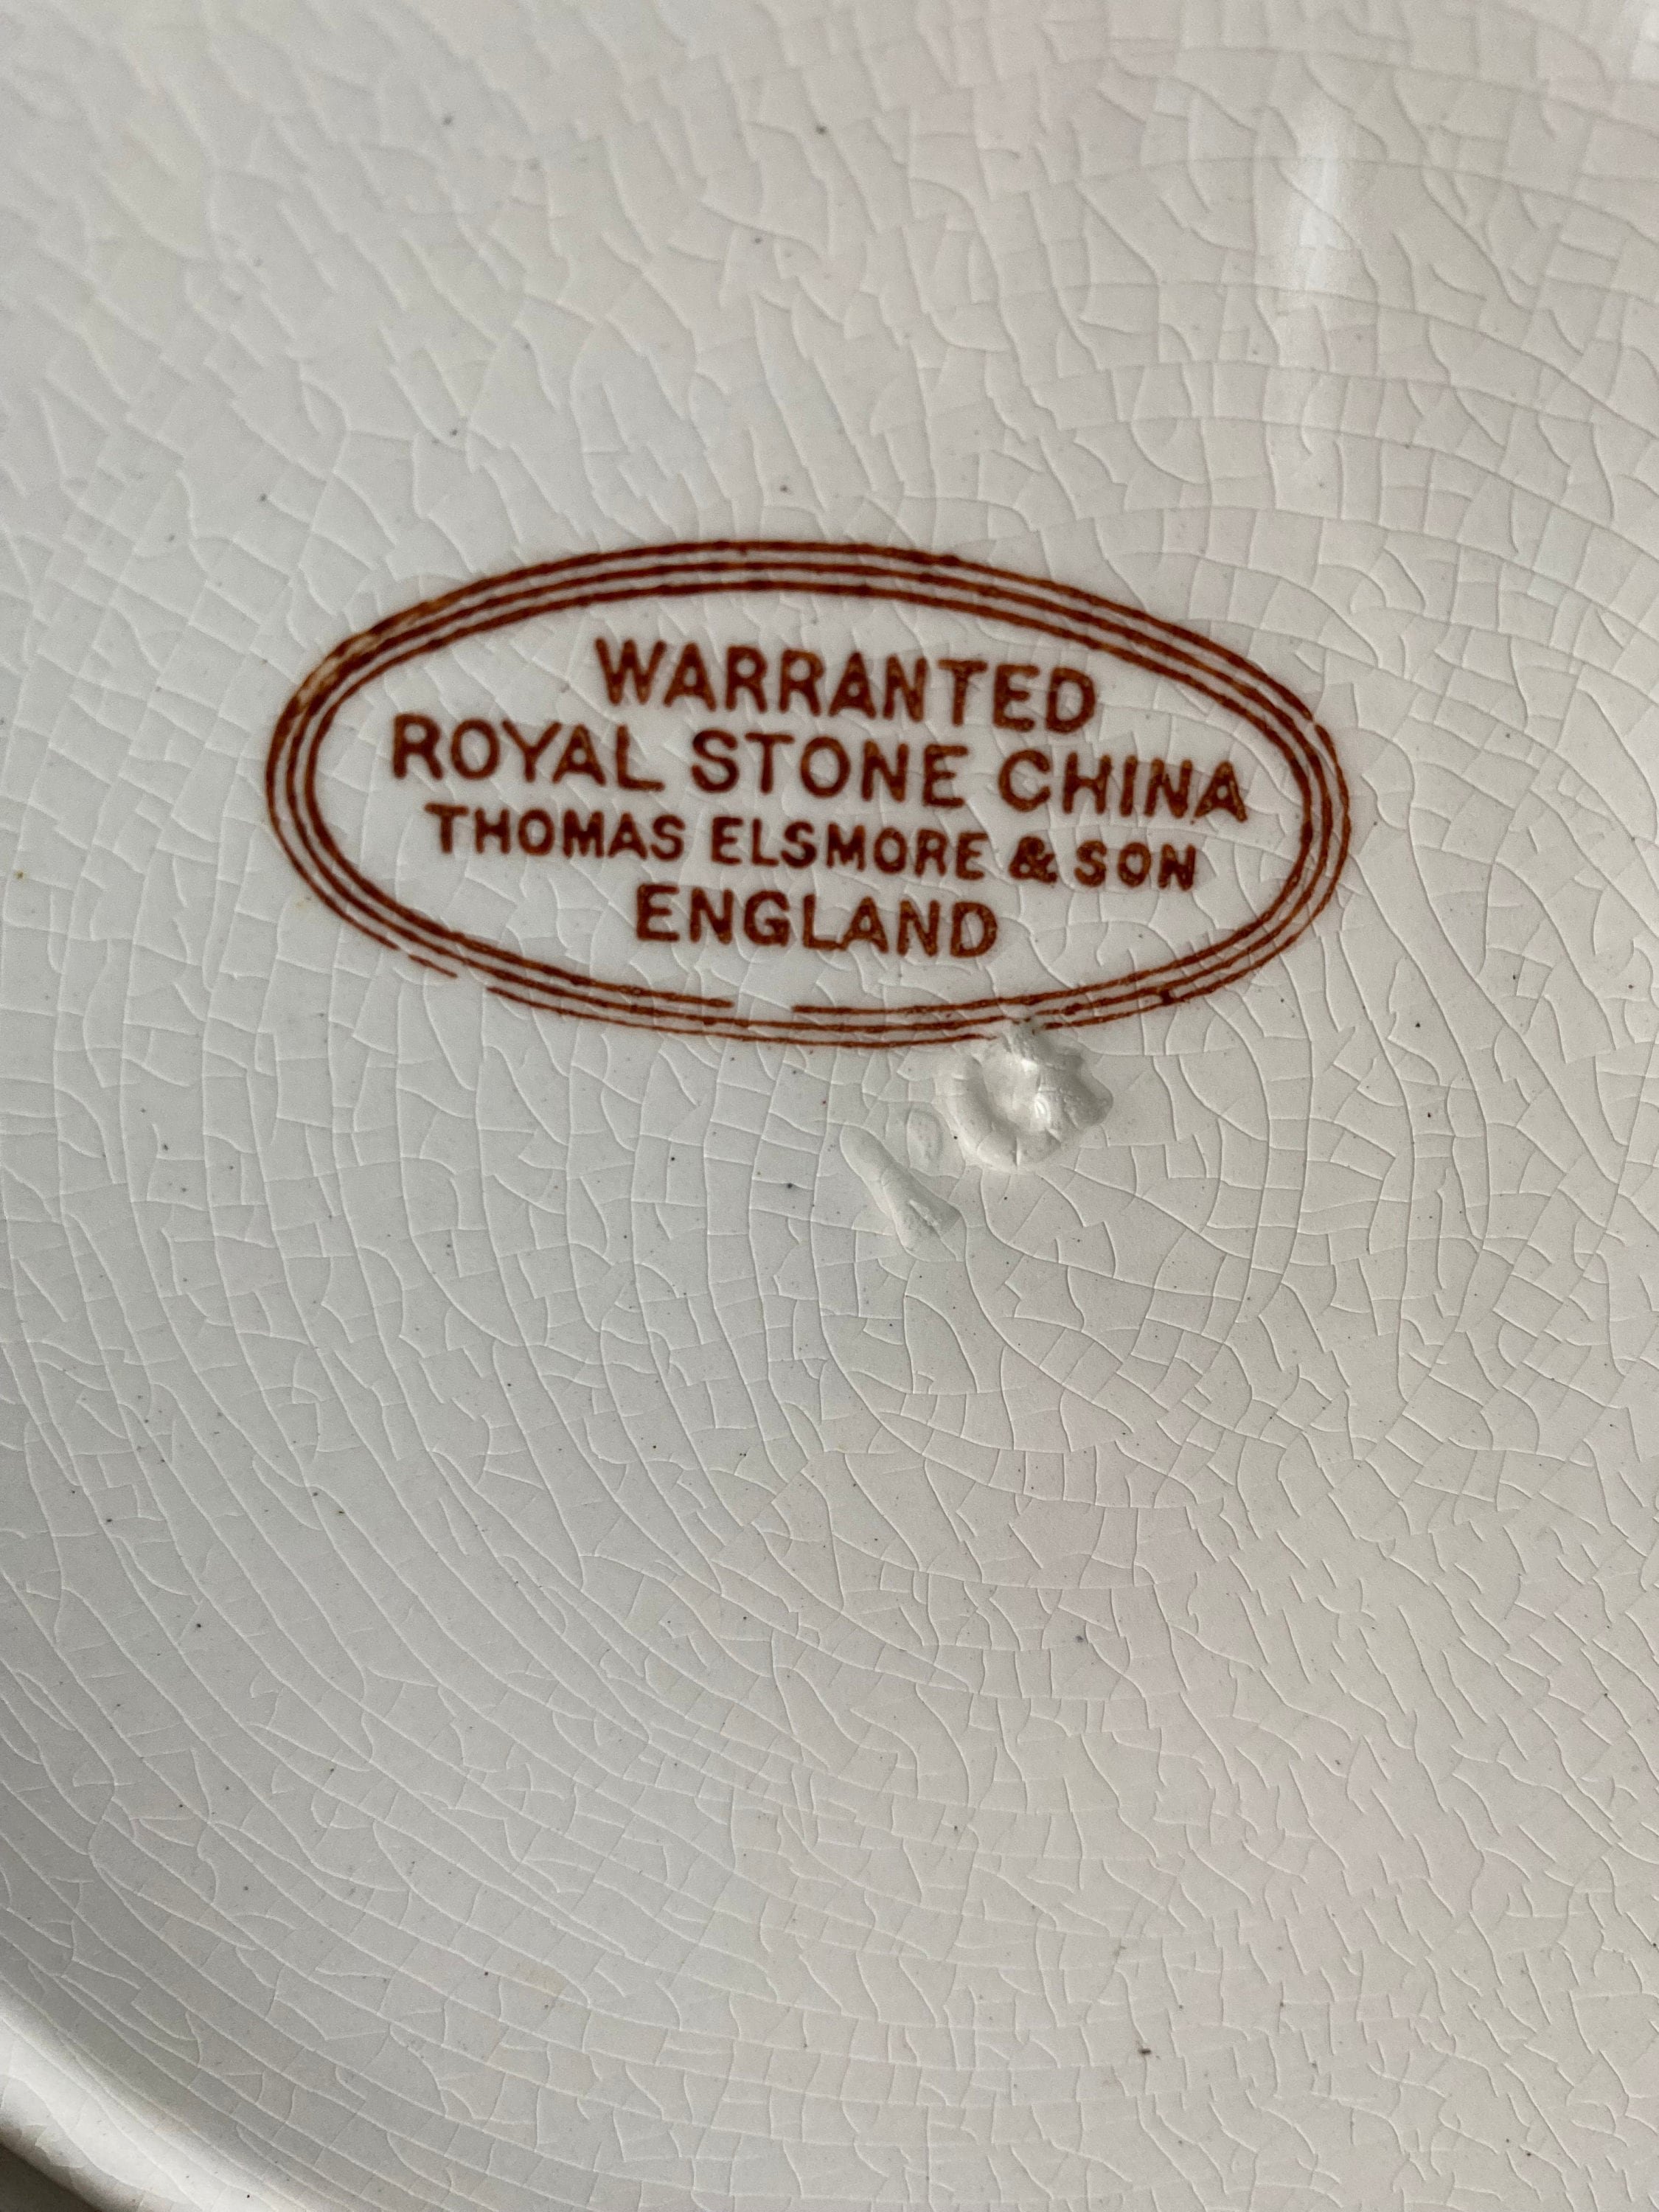 WARRANTED
ROYAL STONE CHINA
THOMAS ELSMORE & SON
ENGLAND